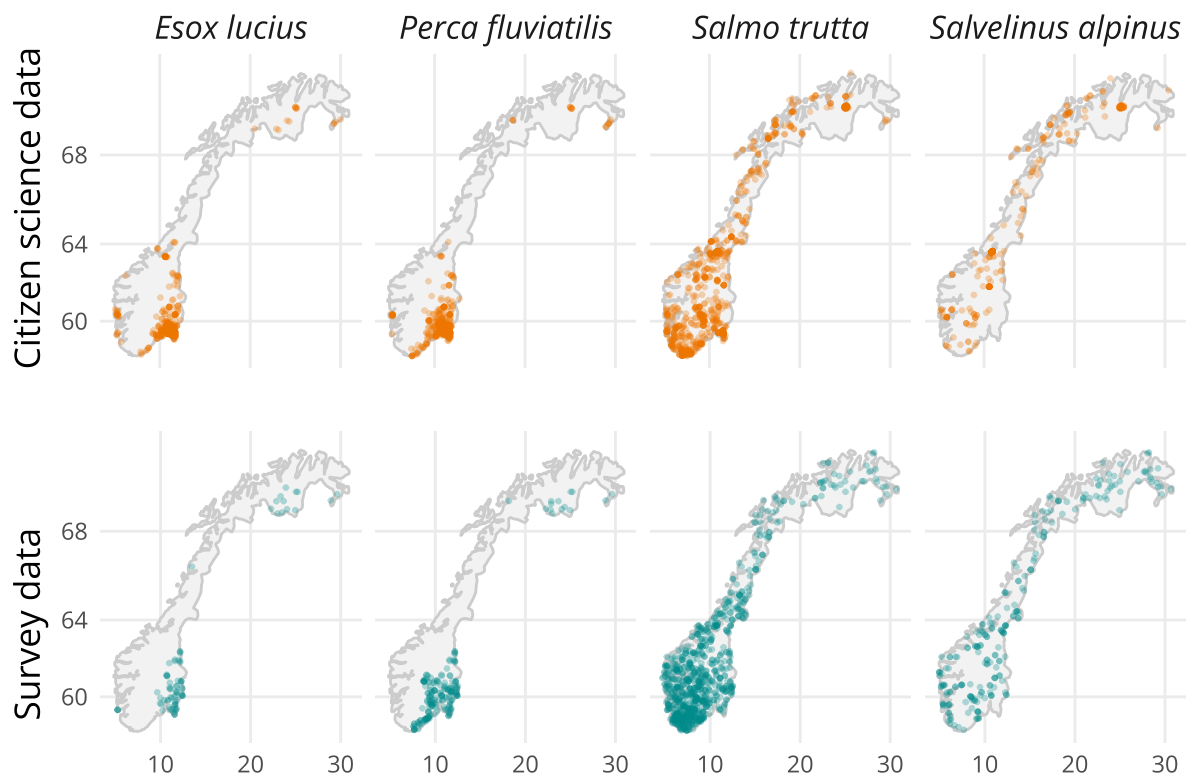 Esox lucius Perca fluviatilis Salmo trutta Salvelinus alpinus
Citizen science data
68
64
60
Survey data
68
64
60
10 20 30 10 20 30 10 20 30 10 20 30